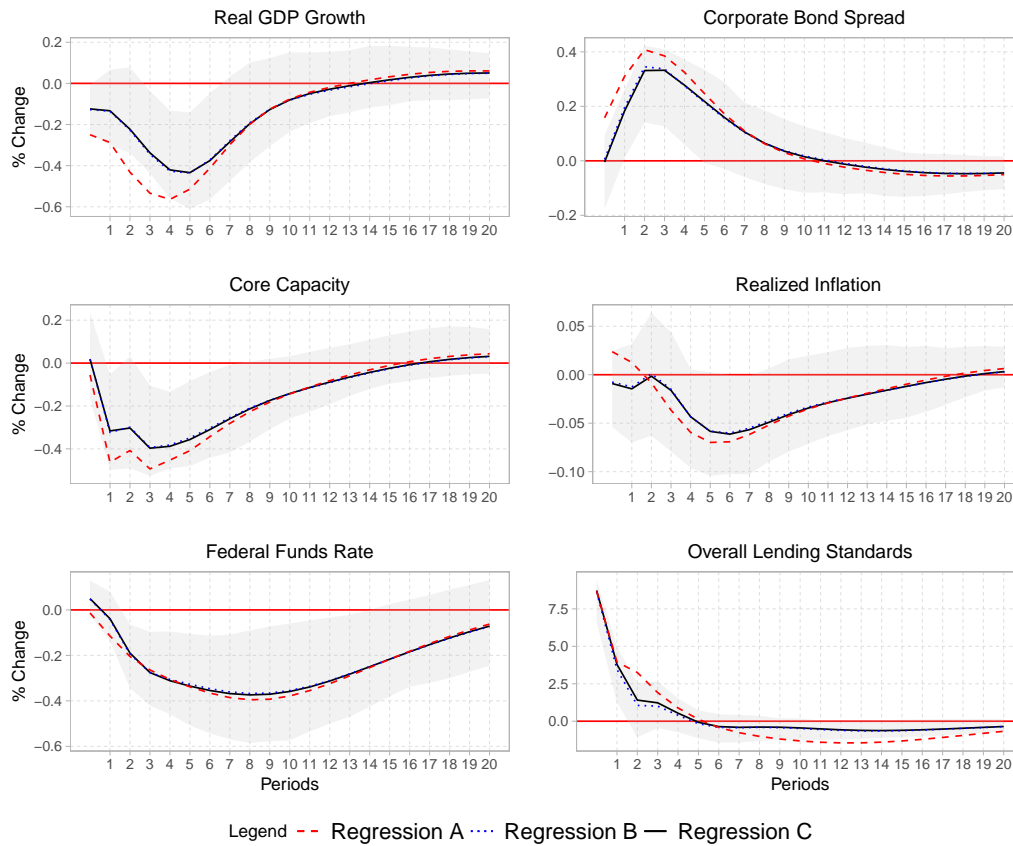 Real GDP Growth
% Change
0.2
0.0
−0.2
−0.4
−0.6
1 2 3 4 5 6 7 8 9 10 11 12 13 14 15 16 17 18 19 20
Corporate Bond Spread
0.4
0.2
0.0
−0.2
1 2 3 4 5 6 7 8 9 10 11 12 13 14 15 16 17 18 19 20
Core Capacity
% Change
0.2
0.0
−0.2
−0.4
1 2 3 4 5 6 7 8 9 10 11 12 13 14 15 16 17 18 19 20
Realized Inflation
0.05
0.00
−0.05
−0.10
1 2 3 4 5 6 7 8 9 10 11 12 13 14 15 16 17 18 19 20
Federal Funds Rate
% Change
0.0
−0.2
−0.4
−0.6
1 2 3 4 5 6 7 8 9 10 11 12 13 14 15 16 17 18 19 20
Periods
Overall Lending Standards
7.5
5.0
2.5
0.0
1 2 3 4 5 6 7 8 9 10 11 12 13 14 15 16 17 18 19 20
Periods
Legend Regression A Regression B Regression C